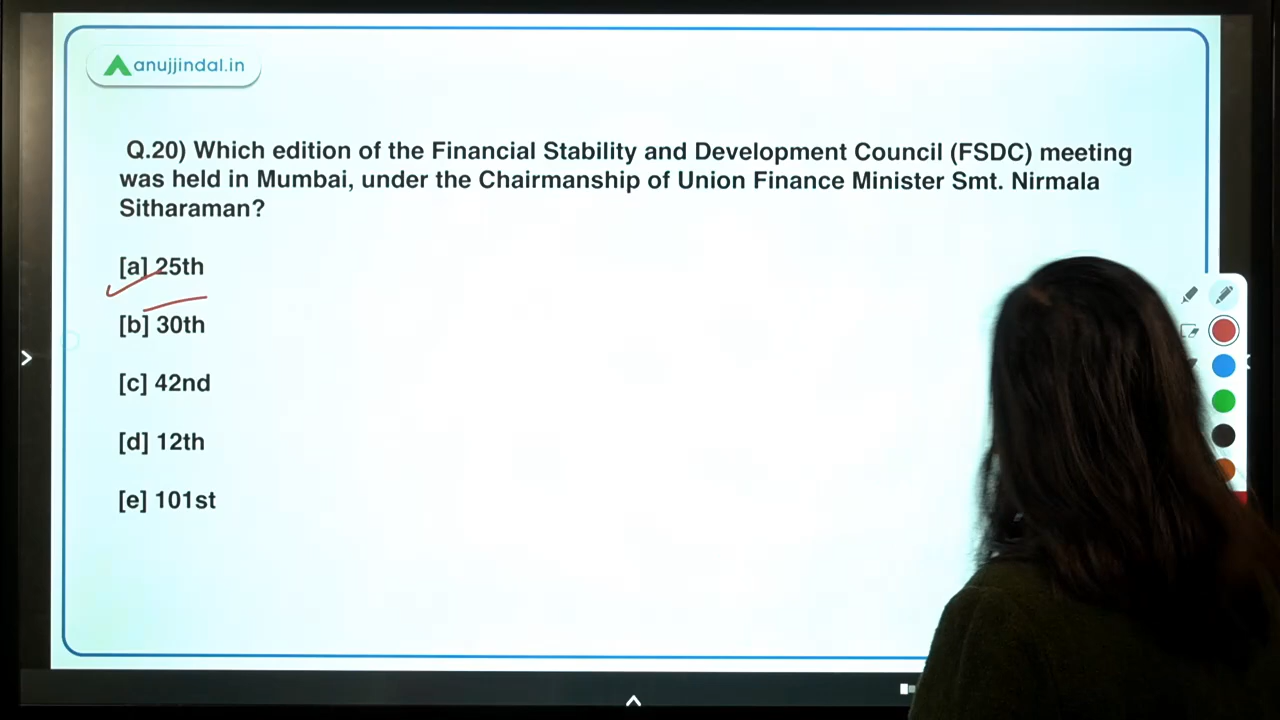 anujjindal.in
Q.20) Which edition of the Financial Stability and Development Council (FSDC) meeting
was held in Mumbai, under the Chairmanship of Union Finance Minister Smt. Nirmala
Sitharaman?
[a] 25th
[b] 30th
[c] 42nd
[d] 12th
[e] 101st